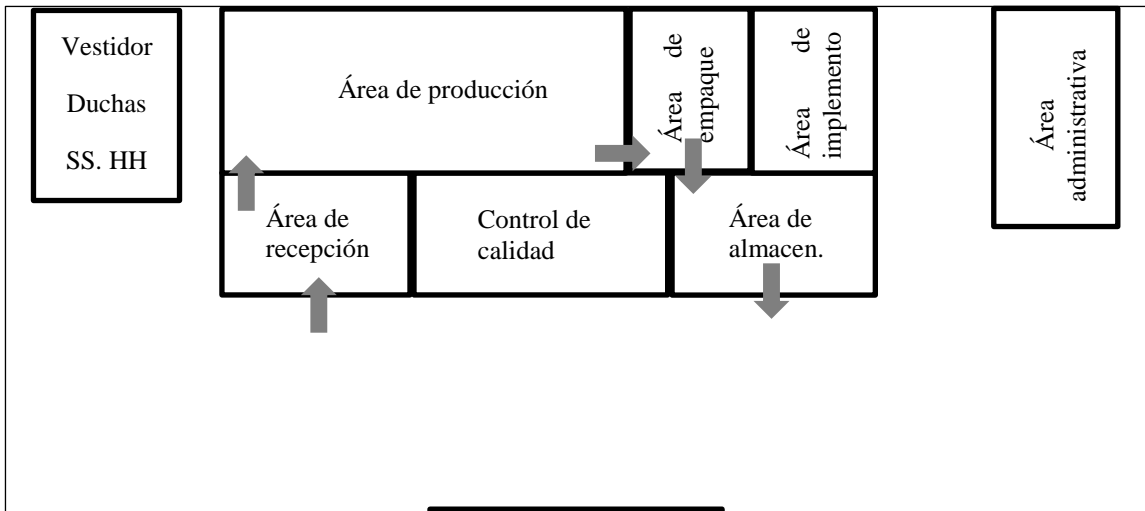 Vestidor
Duchas
SS. HH
Área de producción
Área de
empaque
Área de
implemento
Área
administrativa
Área de
recepción
Control de
calidad
Área de
almacen.